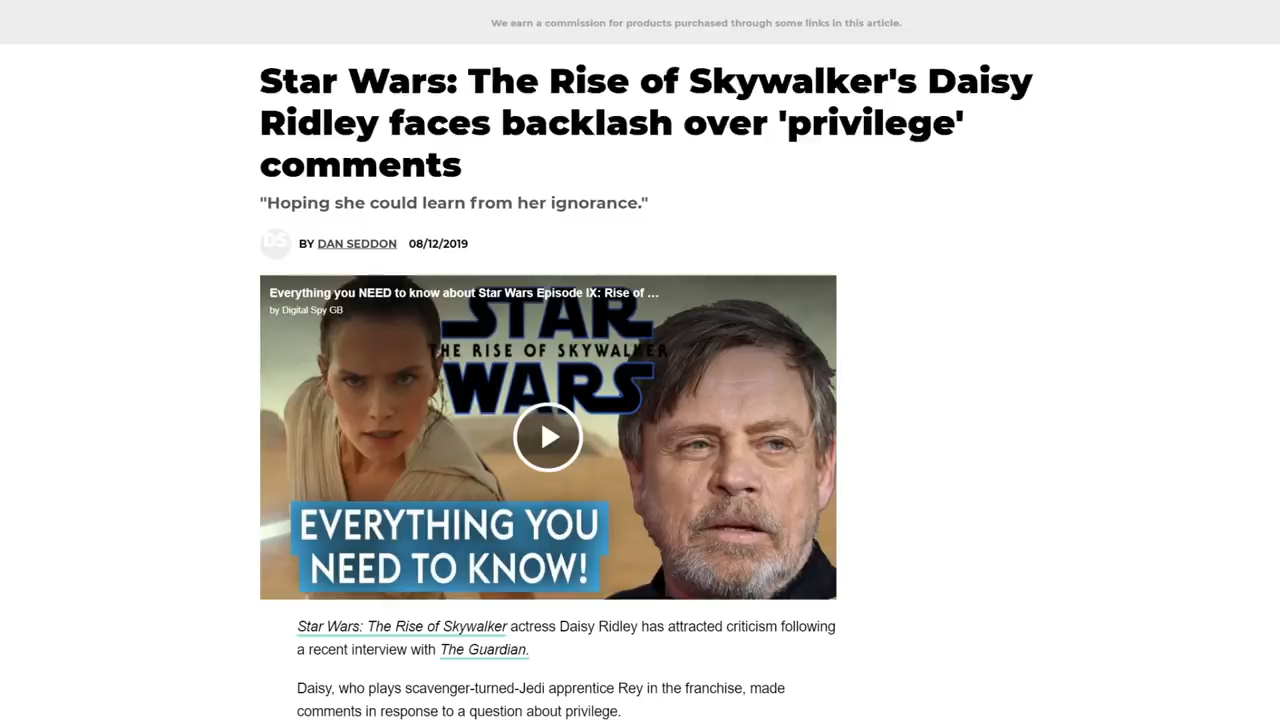 We earn a commission for products purchased through some links in this article.
Star Wars: The Rise of Skywalker's Daisy
Ridley faces backlash over 'privilege'
comments
"Hoping she could learn from her ignorance."
DS
BY DAN SEDDON 08/12/2019
Everything you NEED to know about Star Wars Episode IX: Rise of ...
by Digital Spy GB
STAR
THE RISE OF SKYWALKER
WARS
EVERYTHING YOU
NEED TO KNOW!
Star Wars: The Rise of Skywalker actress Daisy Ridley has attracted criticism following
a recent interview with The Guardian.
Daisy, who plays scavenger-turned-Jedi apprentice Rey in the franchise, made
comments in response to a question about privilege.